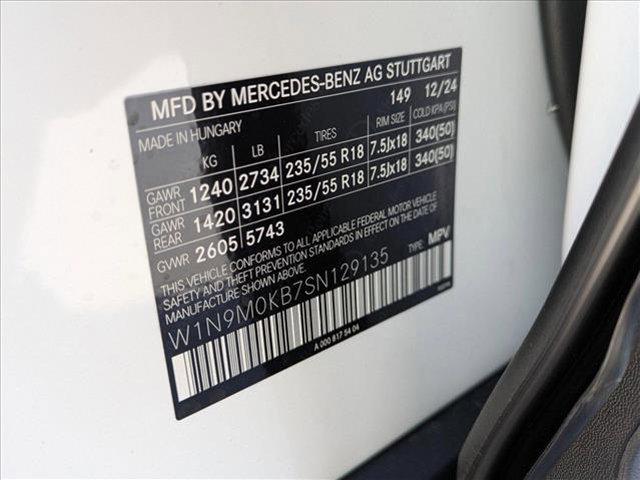 MFD BY MERCEDES-BENZ AG STUTTGART
MADE IN HUNGARY 149 12/24
KG LB TIRES RIM SIZE COLD KPA (PSI)
GAWR FRONT 1240 2734 235/55 R18 7.5Jx18 340(50)
GAWR REAR 1420 3131 235/55 R18 7.5Jx18 340(50)
GVWR 2605 5743
THIS VEHICLE CONFORMS TO ALL APPLICABLE FEDERAL MOTOR VEHICLE
SAFETY AND THEFT PREVENTION STANDARDS IN EFFECT ON THE DATE OF
MANUFACTURE SHOWN ABOVE.
W1N9M0KB7SN129135 TYPE: MPV
A 000 817 54 04